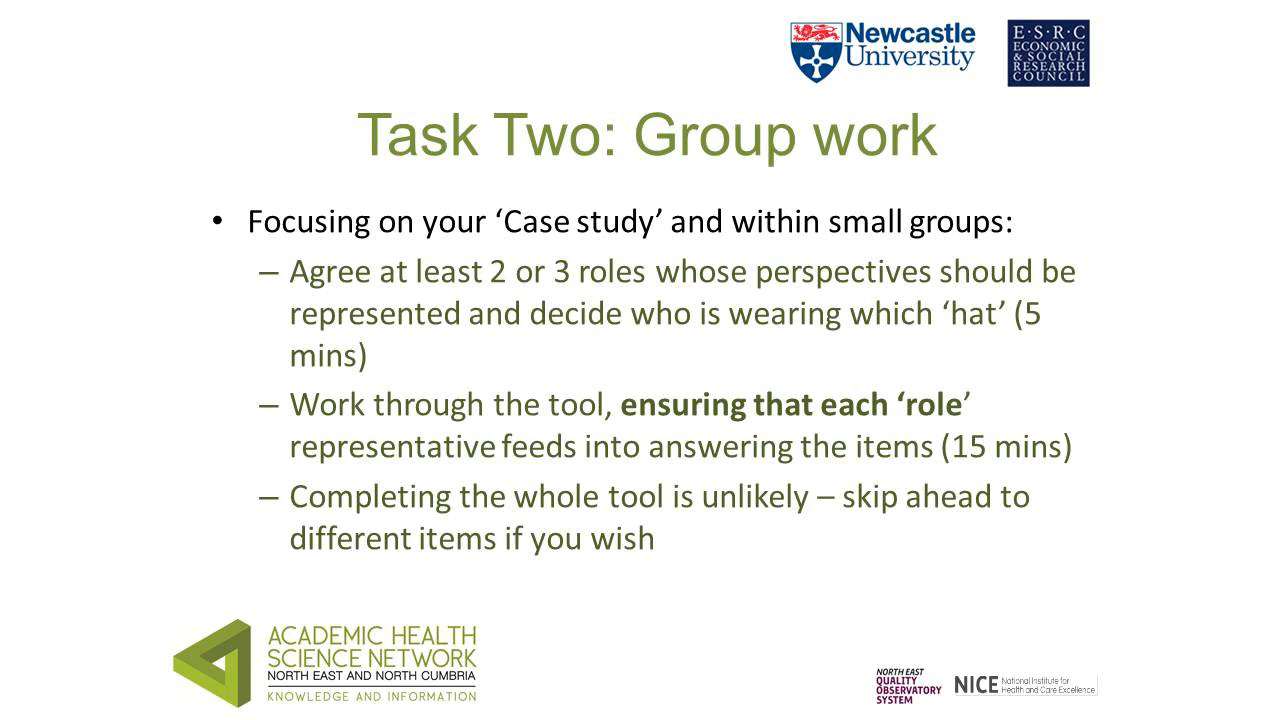 Newcastle
University
E·S·R·C
ECONOMIC
& SOCIAL
RESEARCH
COUNCIL
Task Two: Group work
• Focusing on your ‘Case study’ and within small groups:
– Agree at least 2 or 3 roles whose perspectives should be
represented and decide who is wearing which ‘hat’ (5
mins)
– Work through the tool, ensuring that each ‘role’
representative feeds into answering the items (15 mins)
– Completing the whole tool is unlikely – skip ahead to
different items if you wish
ACADEMIC HEALTH
SCIENCE NETWORK
NORTH EAST AND NORTH CUMBRIA
KNOWLEDGE AND INFORMATION
NORTH EAST
QUALITY
OBSERVATORY
SYSTEM
NICE National Institute for
Health and Care Excellence